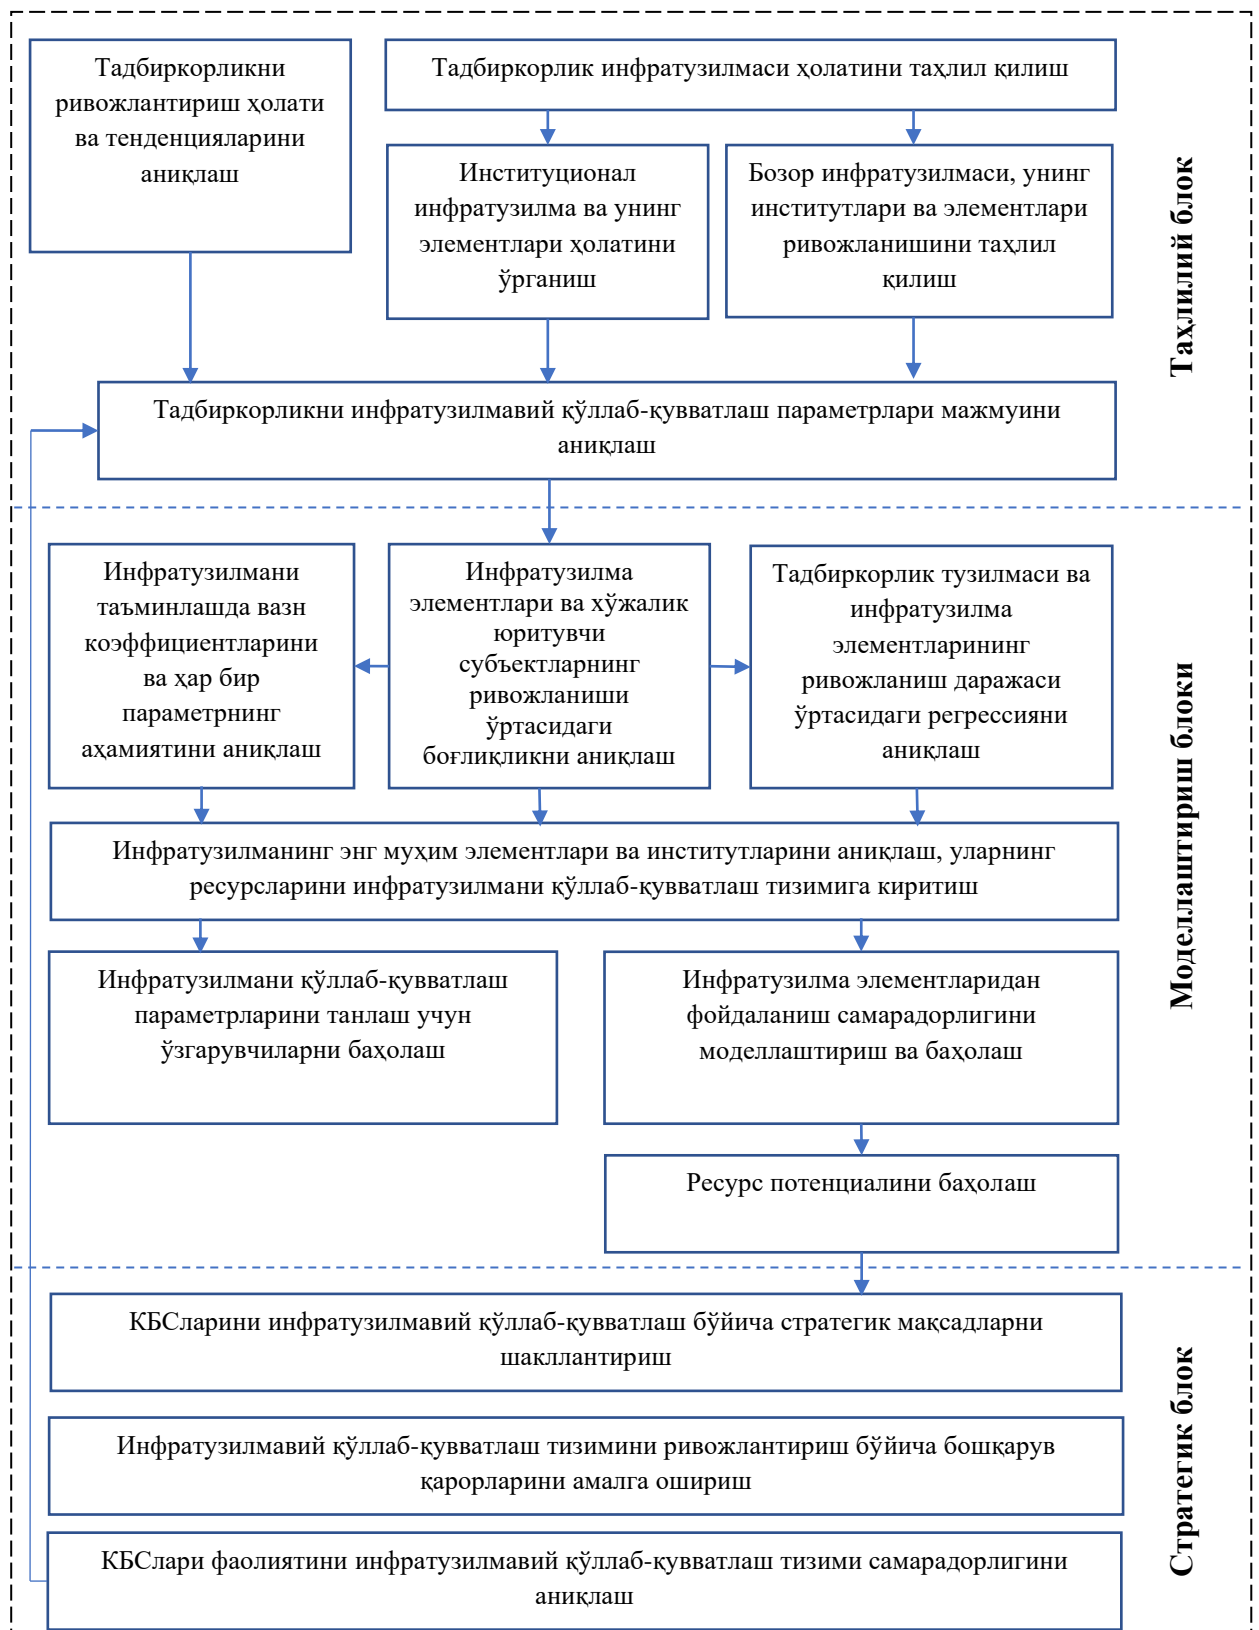 Тадбиркорликни
ривожлантириш ҳолати
ва тенденцияларини
аниқлаш
Тадбиркорлик инфратузилмаси ҳолатини таҳлил қилиш
Институционал
инфратузилма ва унинг
элементлари ҳолатини
ўрганиш
Бозор инфратузилмаси, унинг
институтлари ва элементлари
ривожланишини таҳлил
қилиш
Таҳлилий блок
Тадбиркорликни инфратузилмавий қўллаб-қувватлаш параметрлари мажмуини
аниқлаш
Инфратузилмани
таъминлашда вазн
коэффициентларини
ва ҳар бир
параметрнинг
аҳамиятини аниқлаш
Инфратузилма
элементлари ва хўжалик
юритувчи
субъектларнинг
ривожланиши
ўртасидаги
боғлиқликни аниқлаш
Тадбиркорлик тузилмаси ва
инфратузилма
элементларининг
ривожланиш даражаси
ўртасидаги регрессияни
аниқлаш
Моделлаштириш блоки
Инфратузилманинг энг муҳим элементлари ва институтларини аниқлаш, уларнинг
ресурсларини инфратузилмани қўллаб-қувватлаш тизимига киритиш
Инфратузилмани қўллаб-қувватлаш
параметрларини танлаш учун
ўзгарувчиларни баҳолаш
Инфратузилма элементларидан
фойдаланиш самарадорлигини
моделлаштириш ва баҳолаш
Ресурс потенциалини баҳолаш
КБСларини инфратузилмавий қўллаб-қувватлаш бўйича стратегик мақсадларни
шакллантириш
Инфратузилмавий қўллаб-қувватлаш тизимини ривожлантириш бўйича бошқарув
қарорларини амалга ошириш
КБСлари фаолиятини инфратузилмавий қўллаб-қувватлаш тизими самарадорлигини
аниқлаш
Стратегик блок